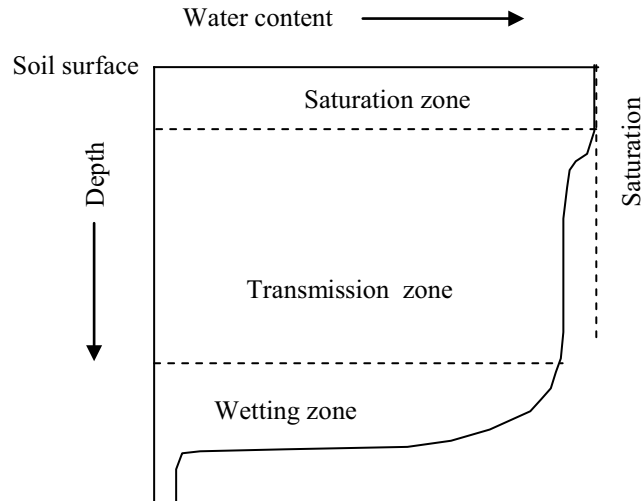 Water content
Soil surface
Saturation zone
Saturation
Depth
Transmission zone
Wetting zone